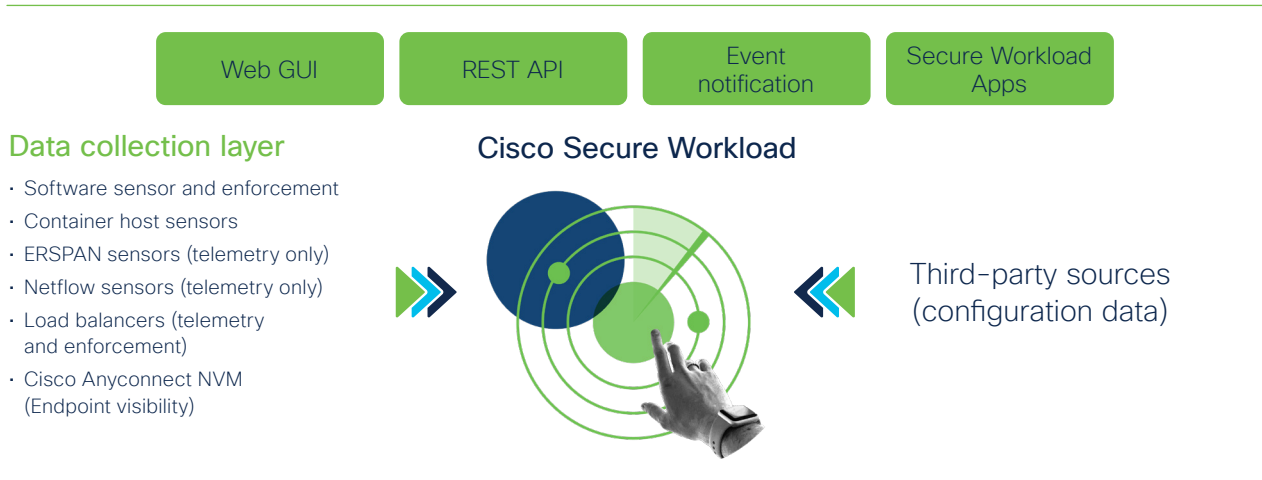 Web GUI
REST API
Event
notification
Secure Workload
Apps
Data collection layer
· Software sensor and enforcement
· Container host sensors
· ERSPAN sensors (telemetry only)
· Netflow sensors (telemetry only)
· Load balancers (telemetry
and enforcement)
· Cisco Anyconnect NVM
(Endpoint visibility)
Cisco Secure Workload
Third-party sources
(configuration data)